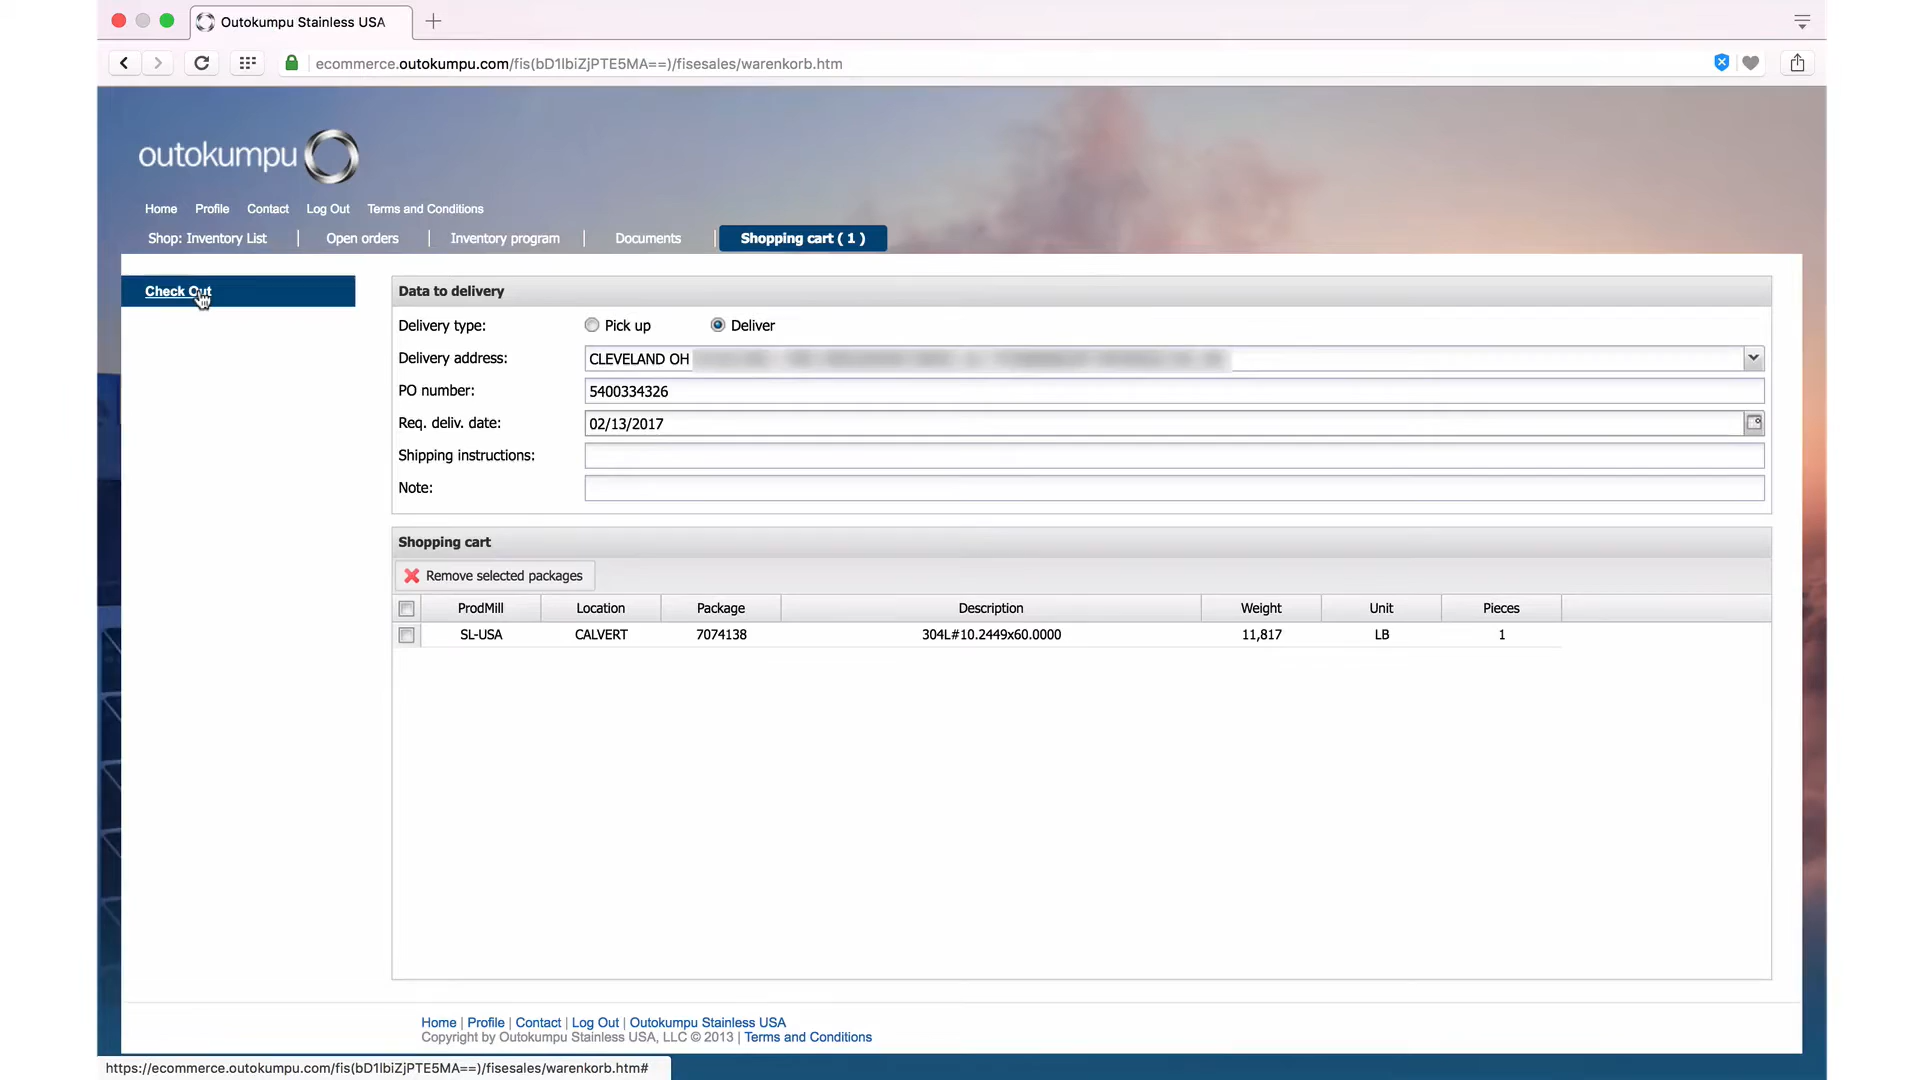 Outokumpu Stainless USA
ecommerce.outokumpu.com/fis(bD1lbiZjPTE5MA==)/fisesales/warenkorb.htm
outokumpu
Home Profile Contact Log Out Terms and Conditions
Shop: Inventory List | Open orders | Inventory program | Documents | Shopping cart ( 1 )
Check Out
Data to delivery
Delivery type: Pick up Deliver
Delivery address: CLEVELAND OH
PO number: 5400334326
Req. deliv. date: 02/13/2017
Shipping instructions:
Note:
Shopping cart
Remove selected packages
ProdMill Location Package Description Weight Unit Pieces
SL-USA CALVERT 7074138 304L#10.2449x60.0000 11,817 LB 1
Home | Profile | Contact | Log Out | Outokumpu Stainless USA
Copyright by Outokumpu Stainless USA, LLC © 2013 | Terms and Conditions
https://ecommerce.outokumpu.com/fis(bD1lbiZjPTE5MA==)/fisesales/warenkorb.htm#